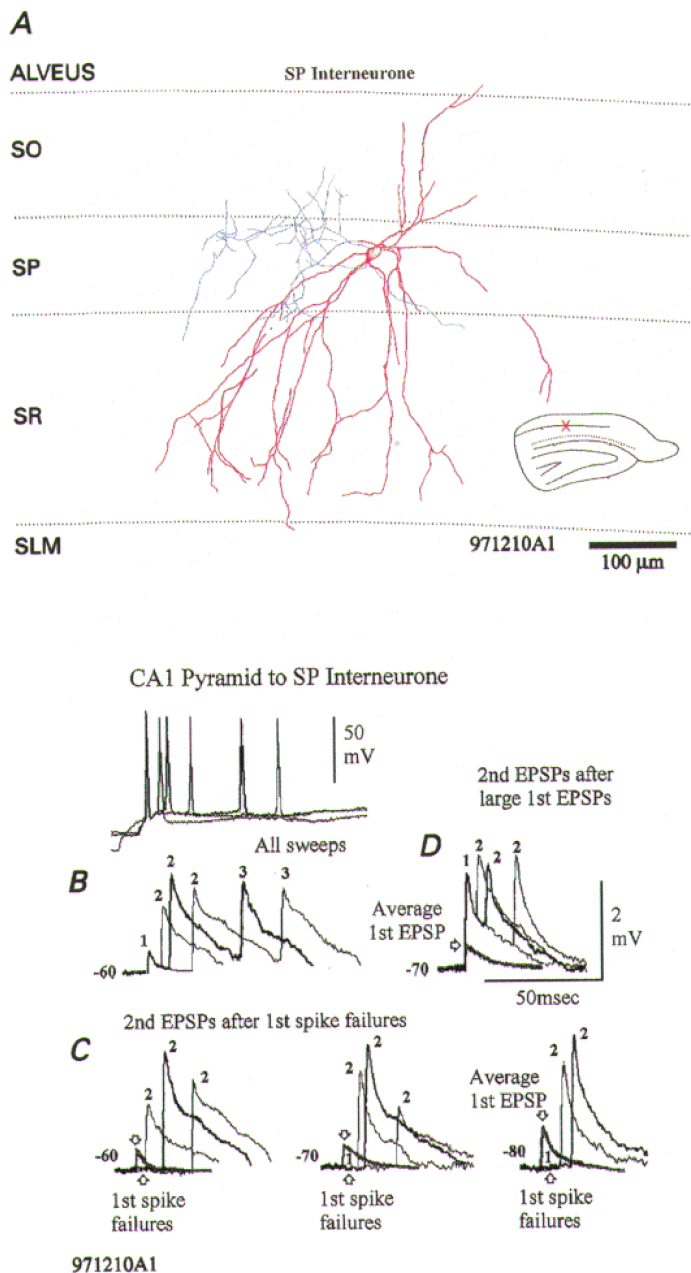 A
ALVEUS
SP Interneurone
SO
SP
SR
SLM
971210A1
100 µm
CA1 Pyramid to SP Interneurone
50
mV
2nd EPSPs after
large 1st EPSPs
All sweeps
B
1
2
2
2
3
3
-60
D
Average
1st EPSP
1
2
2
2
-70
2
mV
50msec
2nd EPSPs after 1st spike failures
C
2
2
2
-60
1st spike
failures
2
2
2
-70
1
1st spike
failures
Average
1st EPSP
2
2
-80
1
1st spike
failures
971210A1